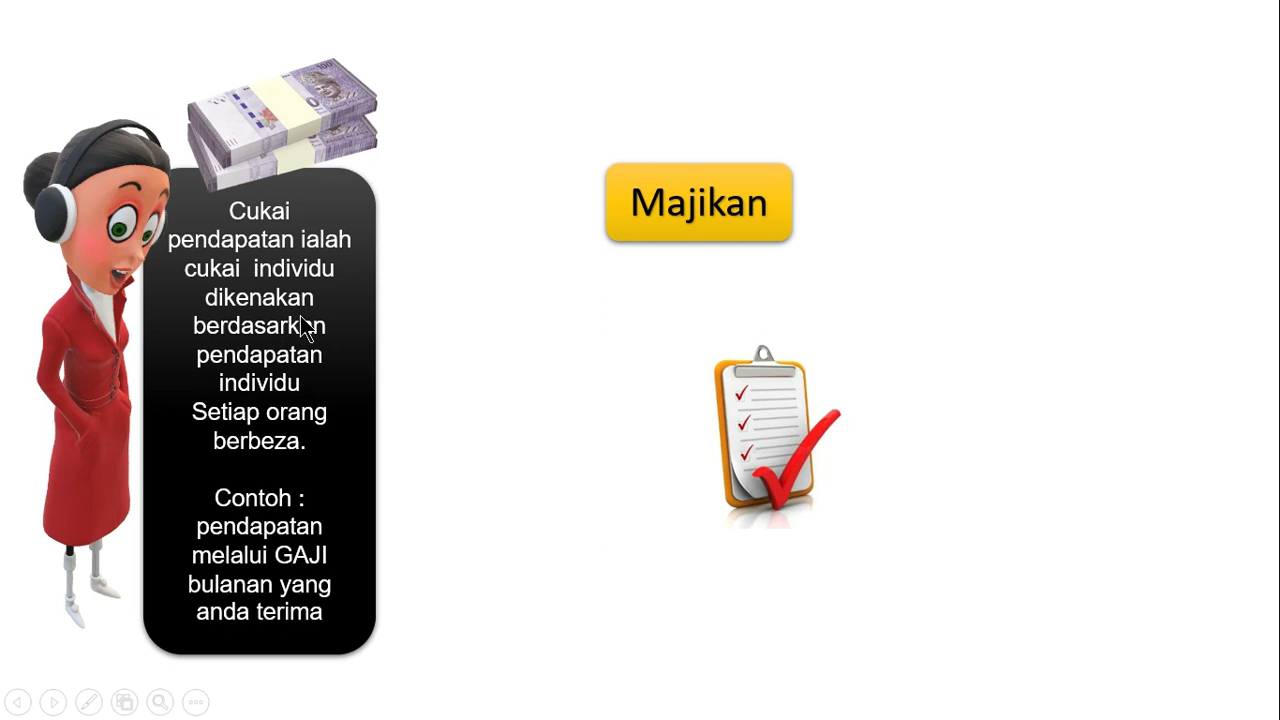 Cukai
pendapatan ialah
cukai individu
dikenakan
berdasarkan
pendapatan
individu
Setiap orang
berbeza.
Contoh :
pendapatan
melalui GAJI
bulanan yang
anda terima
Majikan
100